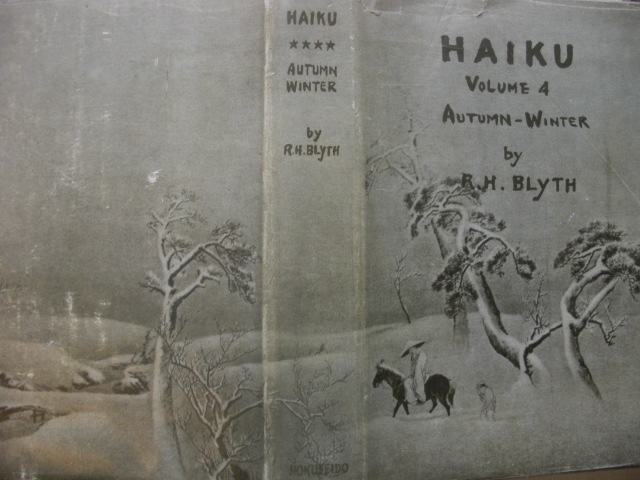 HAIKU
★★★★
AUTUMN
WINTER
by
R.H. BLYTH
HOKUSEIDO
HAIKU
VOLUME 4
AUTUMN-WINTER
by
R.H. BLYTH